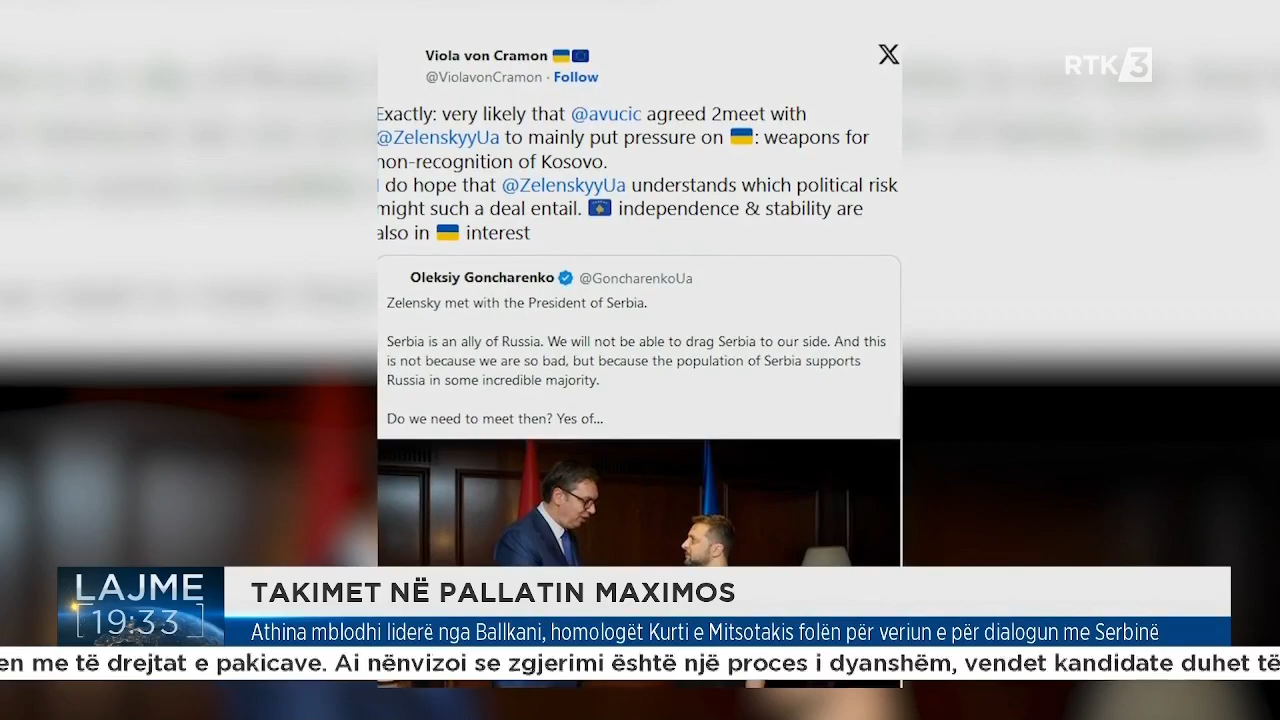 Viola von Cramon 🇺🇦🇪🇺
@ViolavonCramon · Follow
RTK 3
Exactly: very likely that @avucic agreed 2meet with
@ZelenskyyUa to mainly put pressure on 🇺🇦: weapons for
non-recognition of Kosovo.
I do hope that @ZelenskyyUa understands which political risk
might such a deal entail. 🇽🇰 independence & stability are
also in 🇺🇦 interest
Oleksiy Goncharenko @GoncharenkoUa
Zelensky met with the President of Serbia.
Serbia is an ally of Russia. We will not be able to drag Serbia to our side. And this
is not because we are so bad, but because the population of Serbia supports
Russia in some incredible majority.
Do we need to meet then? Yes of...
LAJME
19:33
TAKIMET NË PALLATIN MAXIMOS
Athina mblodhi liderë nga Ballkani, homologët Kurti e Mitsotakis folën për veriun e për dialogun me Serbinë
en me të drejtat e pakicave. Ai nënvizoi se zgjerimi është një proces i dyanshëm, vendet kandidate duhet të